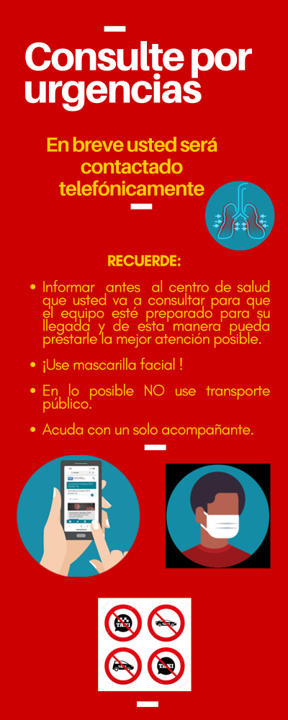 Consulte por
urgencias
En breve usted será
contactado
telefónicamente
RECUERDE:
• Informar antes al centro de salud
que usted va a consultar para que
el equipo esté preparado para su
llegada y de esta manera pueda
prestarle la mejor atención posible.
• ¡Use mascarilla facial !
• En lo posible NO use transporte
público.
• Acuda con un solo acompañante.
TAXI
TAXI